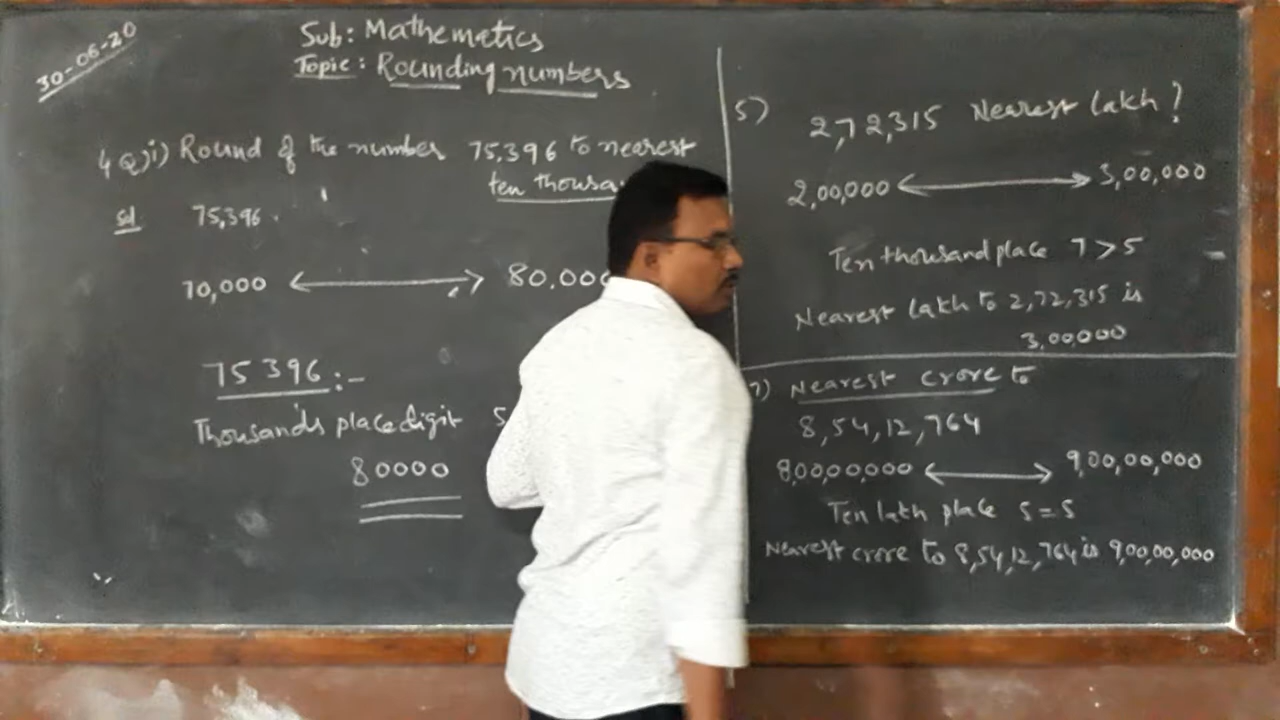 30-06-20
Sub: Mathematics
Topic: Rounding numbers
4Q)i) Round of the number 75,396 to nearest
ten thousa
Sol 75,396.
70,000 ⟷ 80,000
75396:-
Thousands place digit 5
80000
5) 2,72,315 Nearest lakh?
2,00,000 ⟷ 3,00,000
Ten thousand place 7 > 5
Nearest lakh to 2,72,315 is
3,00,000
7) Nearest crore to
8,54,12,764
8,00,00,000 ⟷ 9,00,00,000
Ten lakh place 5 = 5
Nearest crore to 8,54,12,764 is 9,00,00,000